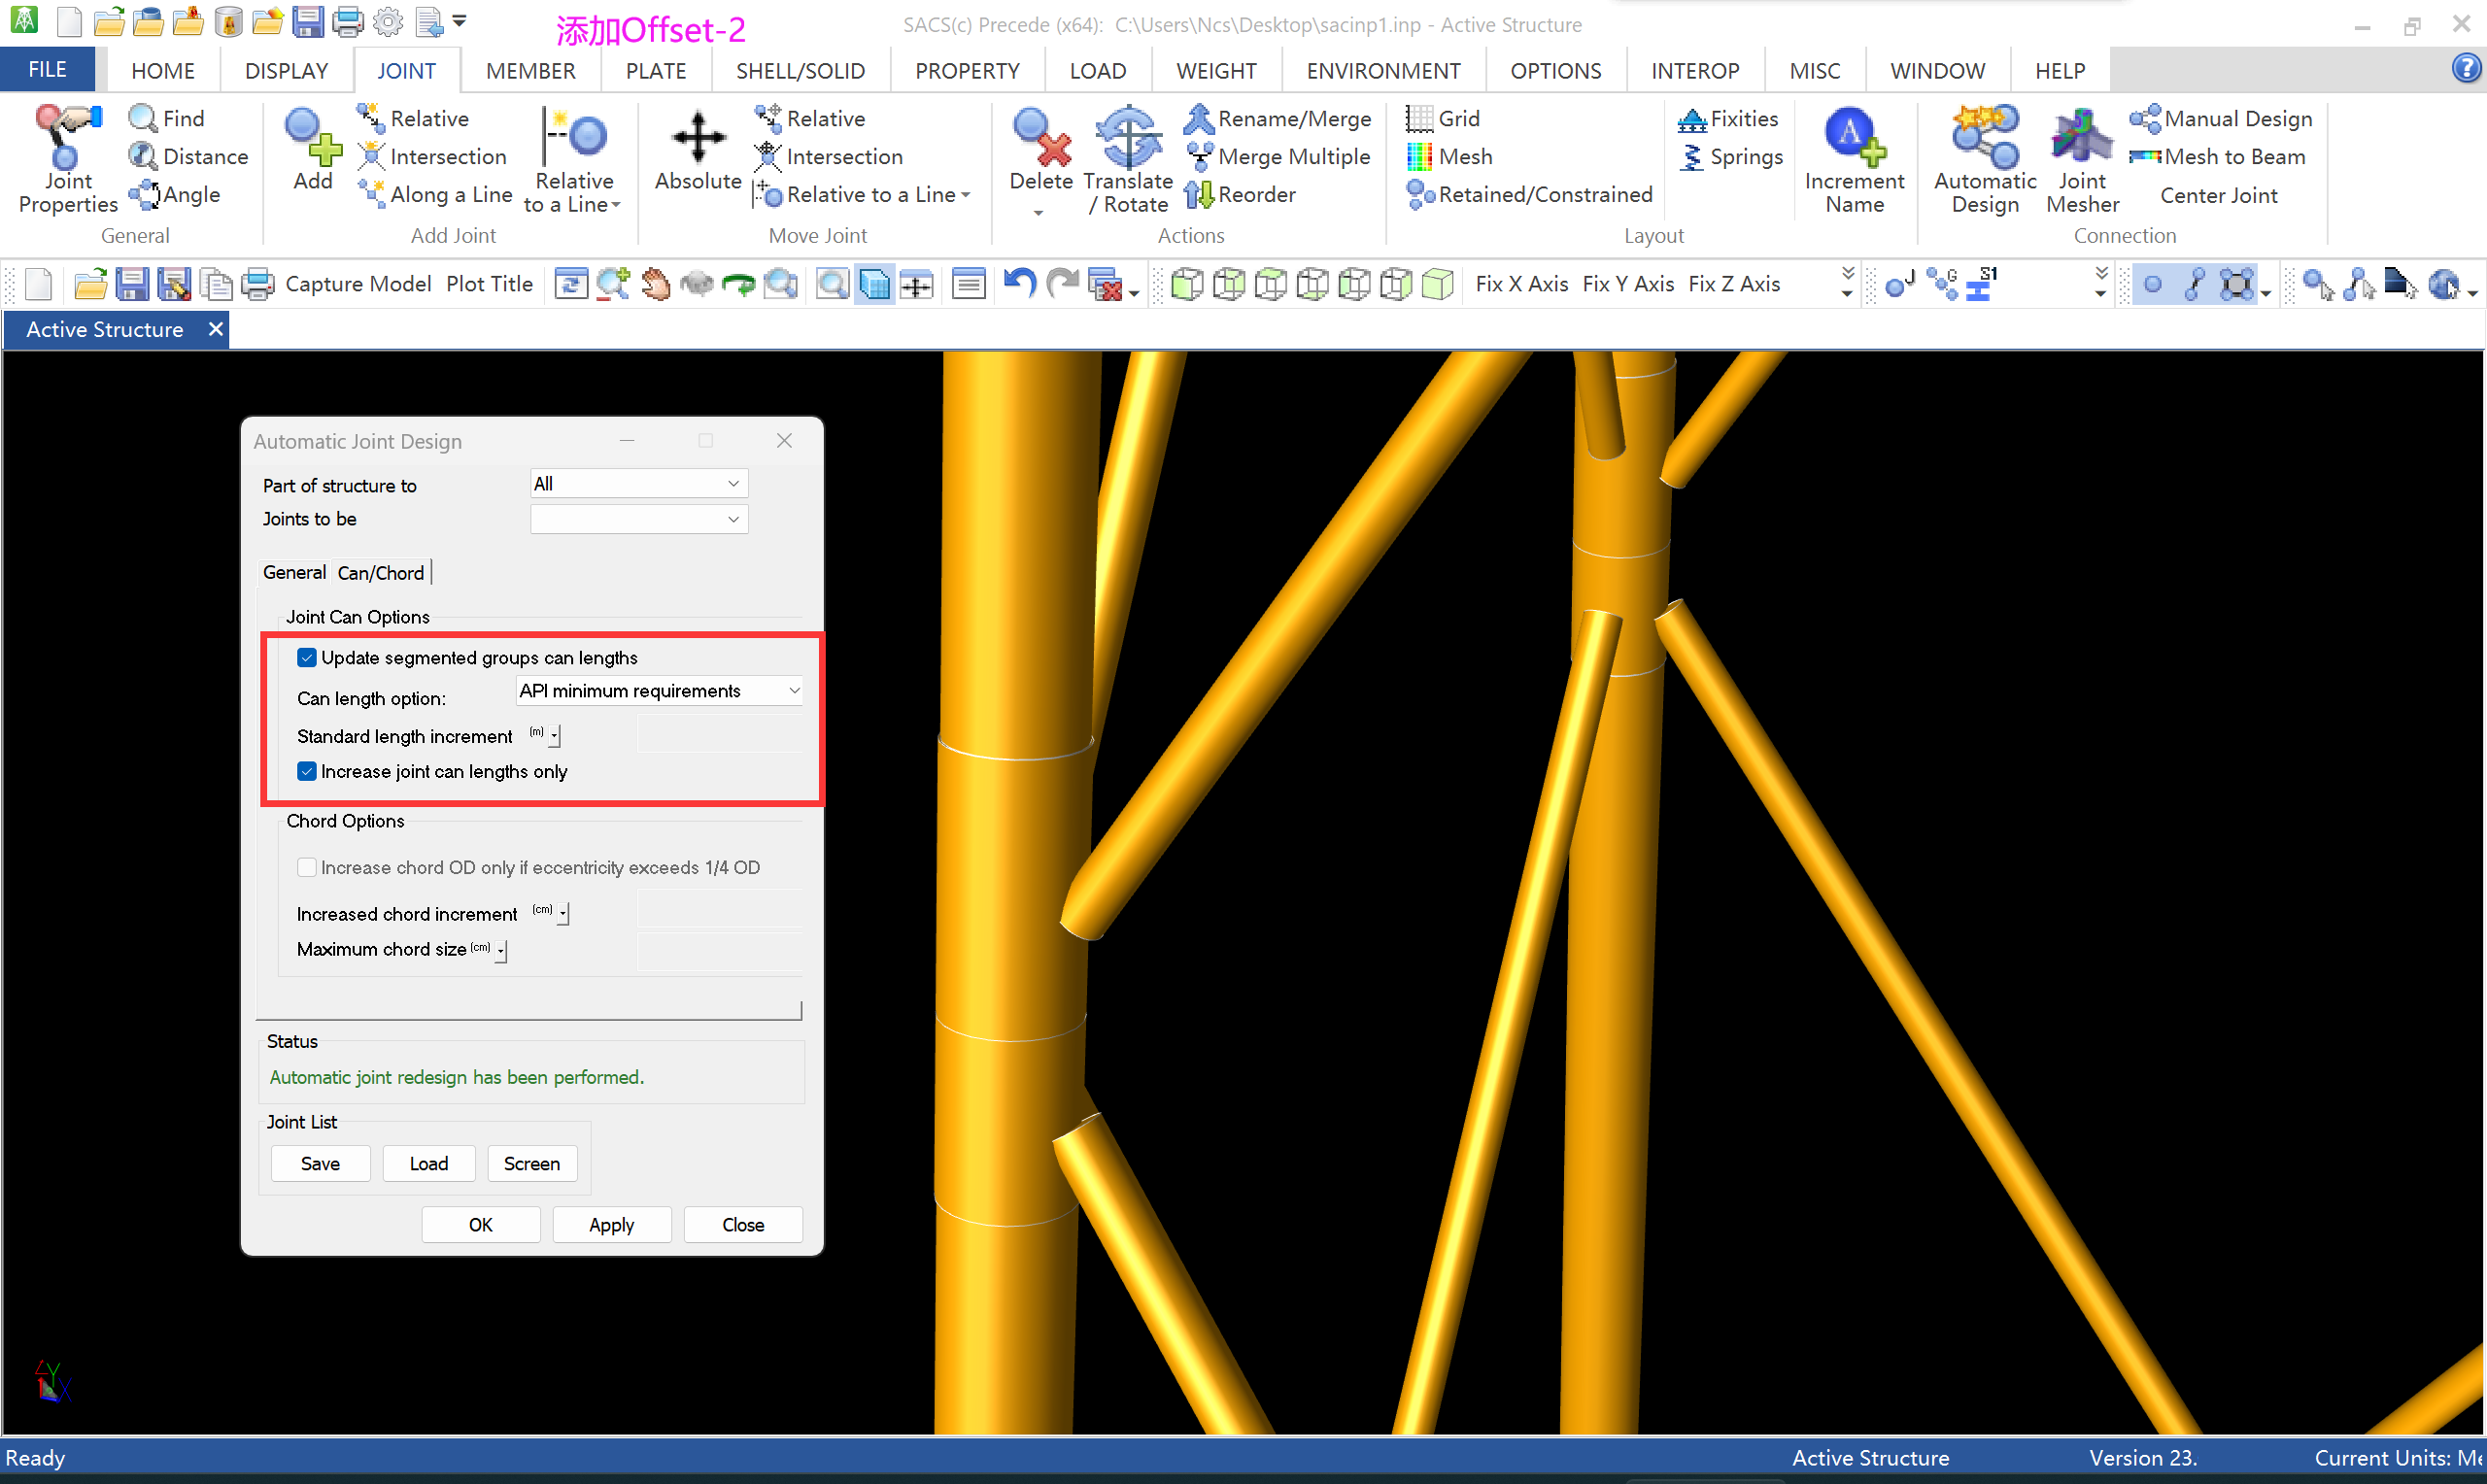 添加Offset-2
SACS(c) Precede (x64): C:\Users\Ncs\Desktop\sacinp1.inp - Active Structure
FILE HOME DISPLAY JOINT MEMBER PLATE SHELL/SOLID PROPERTY LOAD WEIGHT ENVIRONMENT OPTIONS INTEROP MISC WINDOW HELP
Joint Properties
Find
Distance
Angle
General
Add
Relative
Intersection
Along a Line
Relative to a Line
Add Joint
Absolute
Relative
Intersection
Relative to a Line
Move Joint
Delete
Translate / Rotate
Rename/Merge
Merge Multiple
Reorder
Actions
Grid
Mesh
Retained/Constrained
Fixities
Springs
Increment Name
Layout
Automatic Design
Joint Mesher
Manual Design
Mesh to Beam
Center Joint
Connection
Capture Model Plot Title Fix X Axis Fix Y Axis Fix Z Axis J G S1
Active Structure
Automatic Joint Design
Part of structure to All
Joints to be
General Can/Chord
Joint Can Options
Update segmented groups can lengths
Can length option: API minimum requirements
Standard length increment (m)
Increase joint can lengths only
Chord Options
Increase chord OD only if eccentricity exceeds 1/4 OD
Increased chord increment (cm)
Maximum chord size (cm)
Status
Automatic joint redesign has been performed.
Joint List
Save Load Screen
OK Apply Close
Z Y X
Ready Active Structure Version 23. Current Units: Me